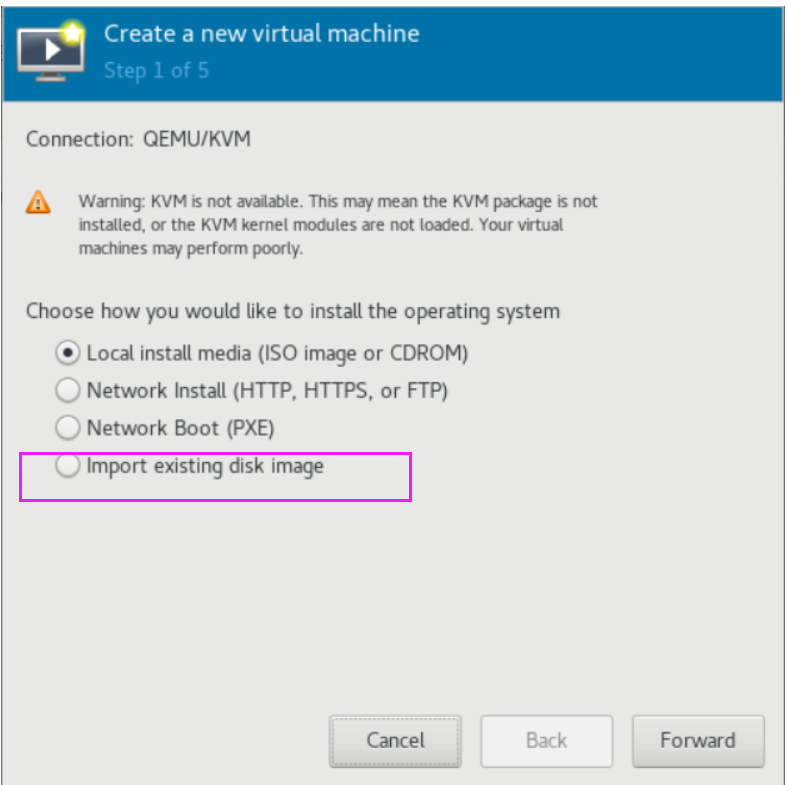 Create a new virtual machine
Step 1 of 5
Connection: QEMU/KVM
Warning: KVM is not available. This may mean the KVM package is not
installed, or the KVM kernel modules are not loaded. Your virtual
machines may perform poorly.
Choose how you would like to install the operating system
Local install media (ISO image or CDROM)
Network Install (HTTP, HTTPS, or FTP)
Network Boot (PXE)
Import existing disk image
Cancel Back Forward